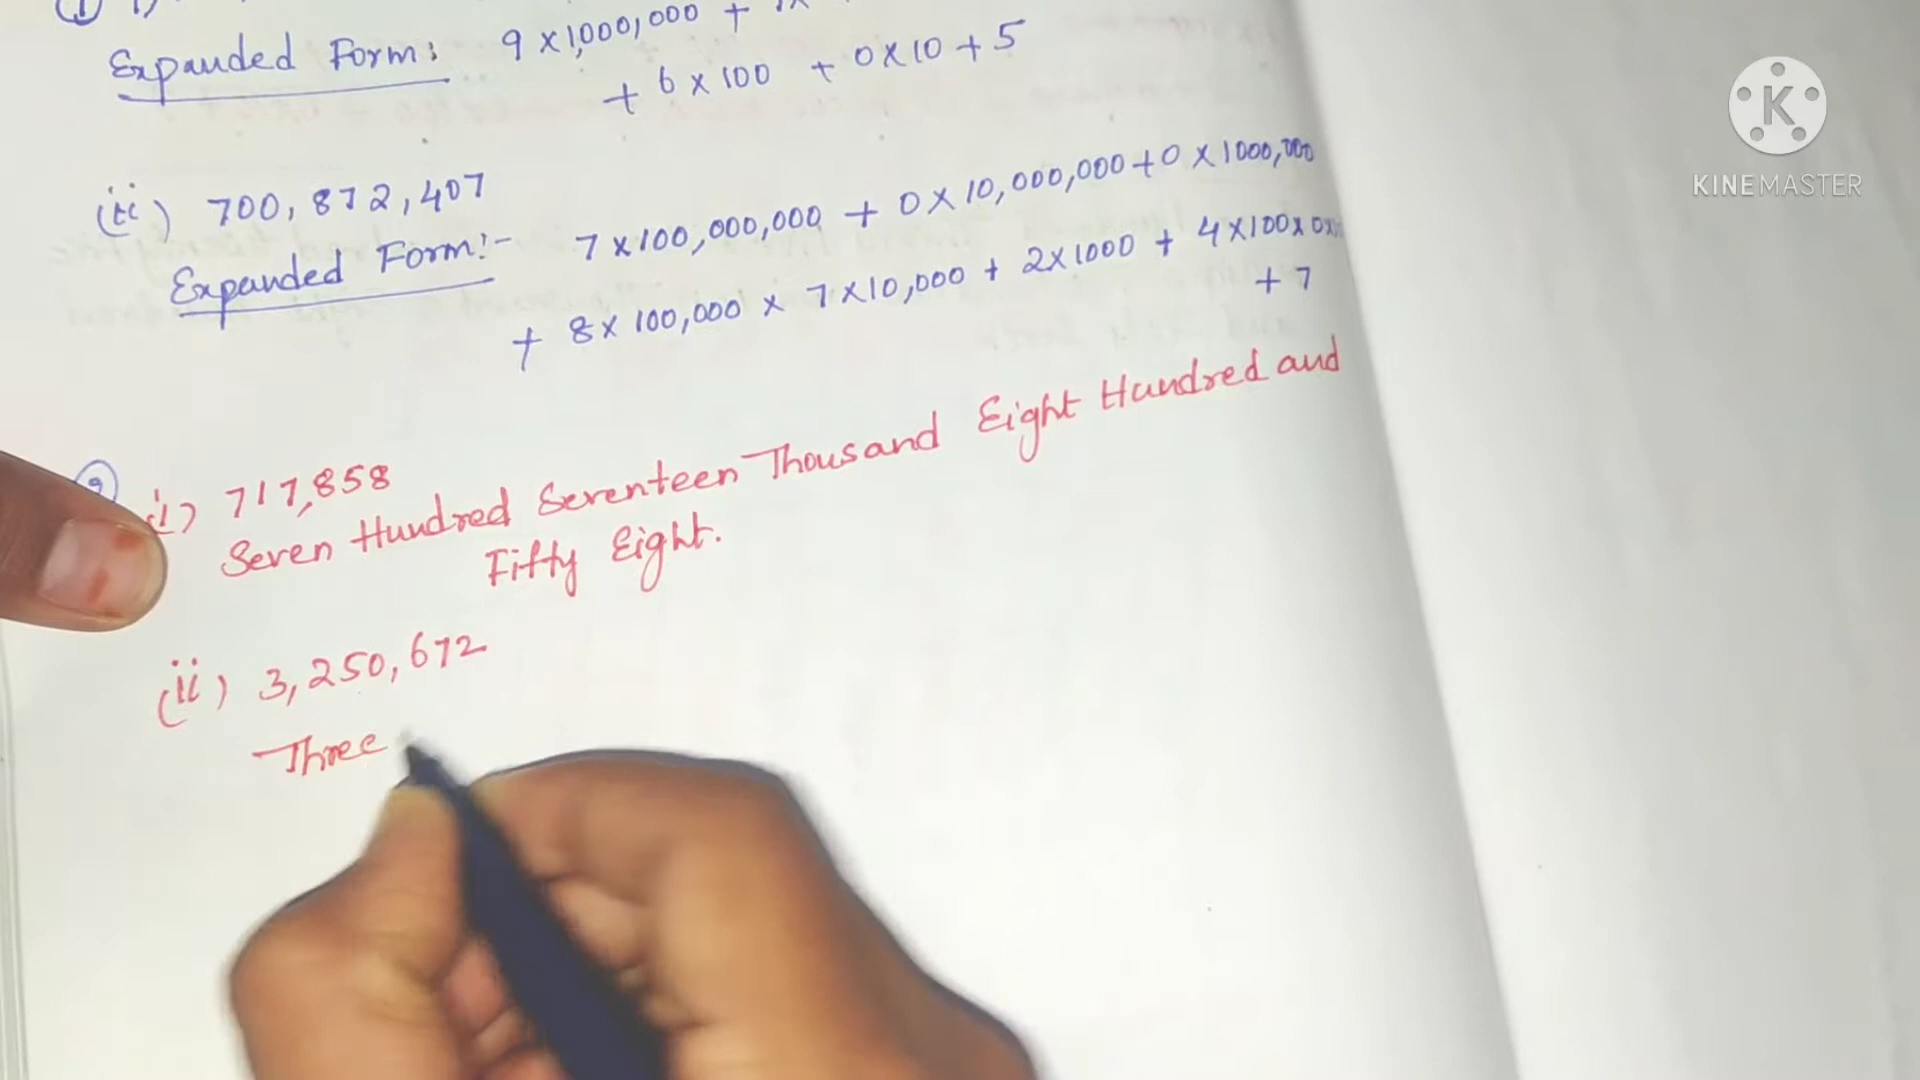 Expanded Form: 9 x 1,000,000 +
+ 6 x 100 + 0 x 10 + 5
(ii) 700,872,407
Expanded Form:- 7 x 100,000,000 + 0 x 10,000,000 + 0 x 1000,000
+ 8 x 100,000 x 7 x 10,000 + 2 x 1000 + 4 x 100 x 0 x
+ 7
i) 717,858
Seven Hundred Seventeen Thousand Eight Hundred and
Fifty Eight.
(ii) 3,250,672
Three
K
KINEMASTER